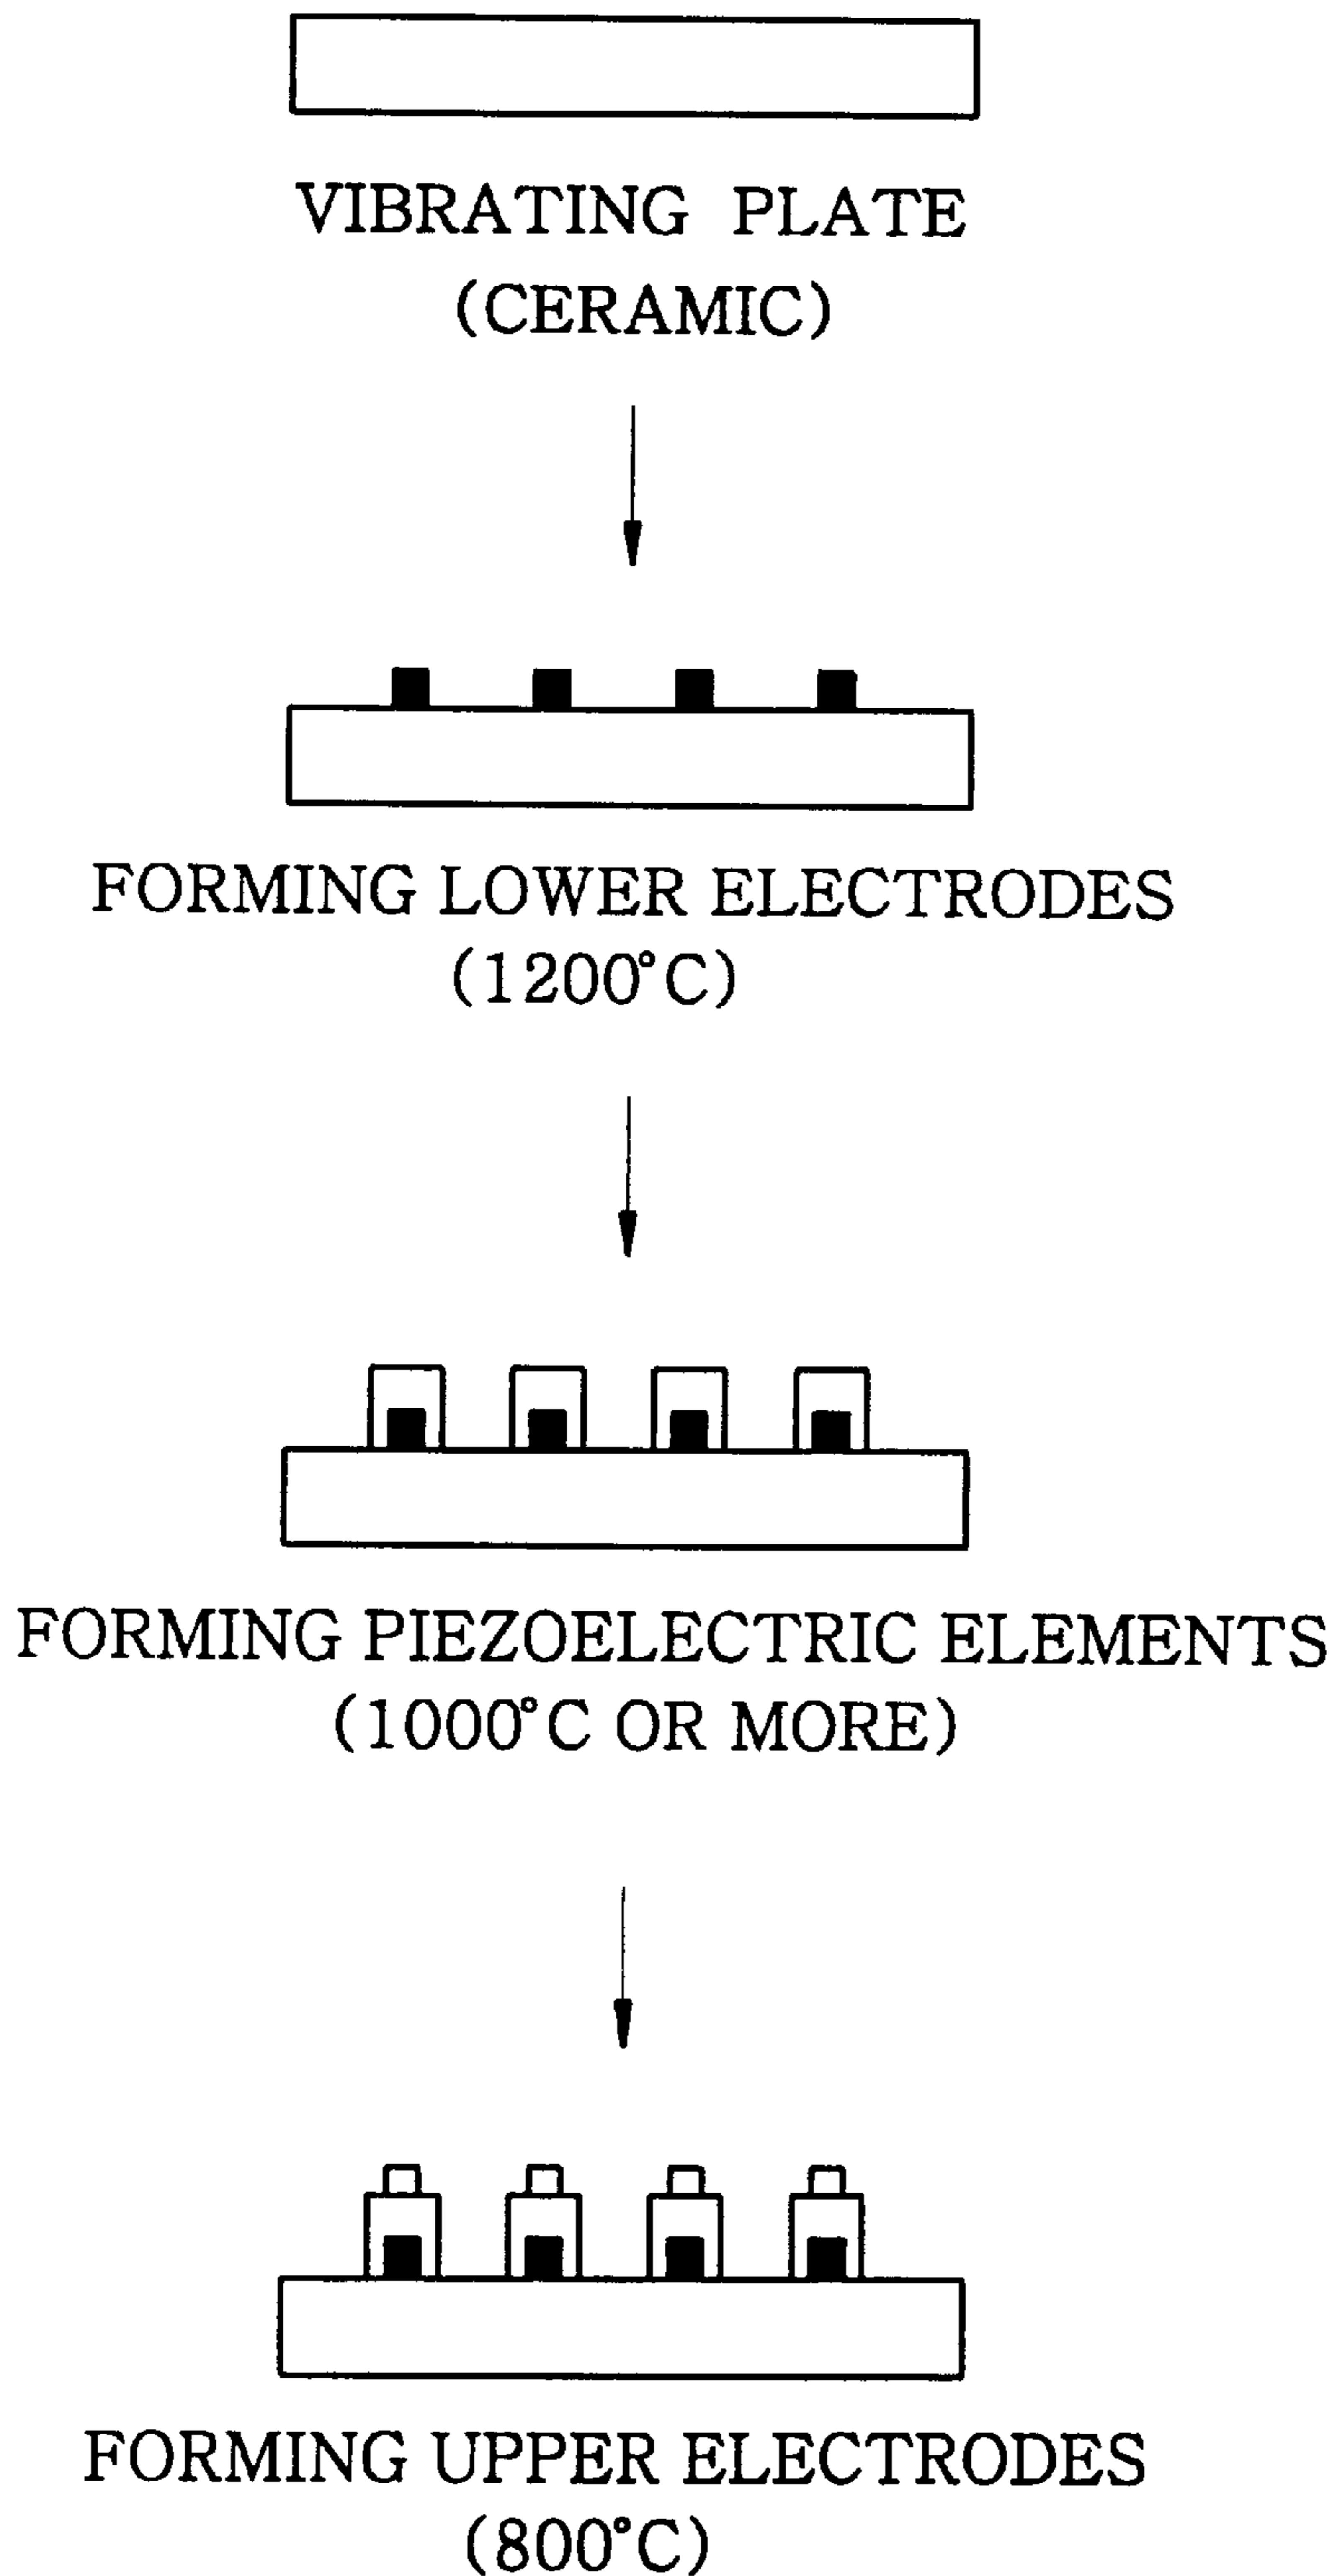 VIBRATING PLATE
(CERAMIC)
FORMING LOWER ELECTRODES
(1200°C)
FORMING PIEZOELECTRIC ELEMENTS
(1000°C OR MORE)
FORMING UPPER ELECTRODES
(800°C)